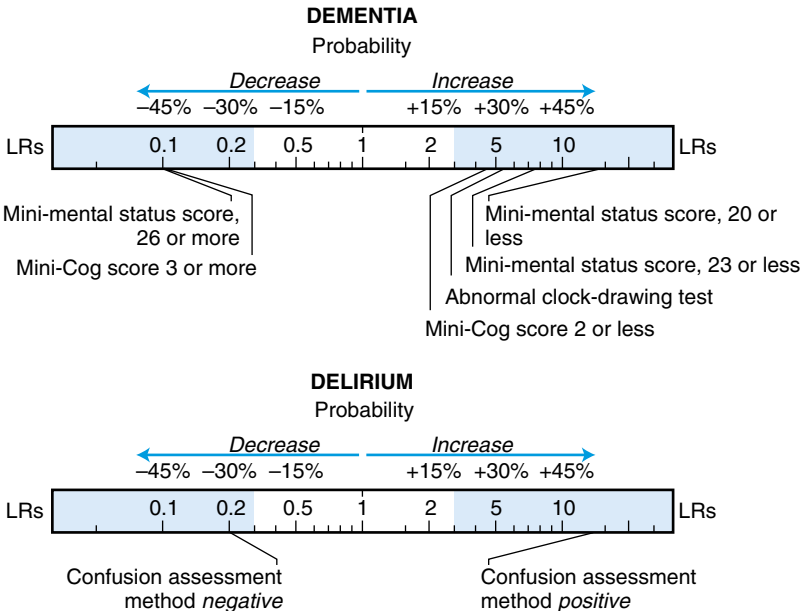 DEMENTIA
Probability
Decrease Increase
–45% –30% –15% +15% +30% +45%
LRs 0.1 0.2 0.5 1 2 5 10 LRs
Mini-mental status score,
26 or more
Mini-Cog score 3 or more
Mini-mental status score, 20 or
less
Mini-mental status score, 23 or less
Abnormal clock-drawing test
Mini-Cog score 2 or less
DELIRIUM
Probability
Decrease Increase
–45% –30% –15% +15% +30% +45%
LRs 0.1 0.2 0.5 1 2 5 10 LRs
Confusion assessment
method negative
Confusion assessment
method positive